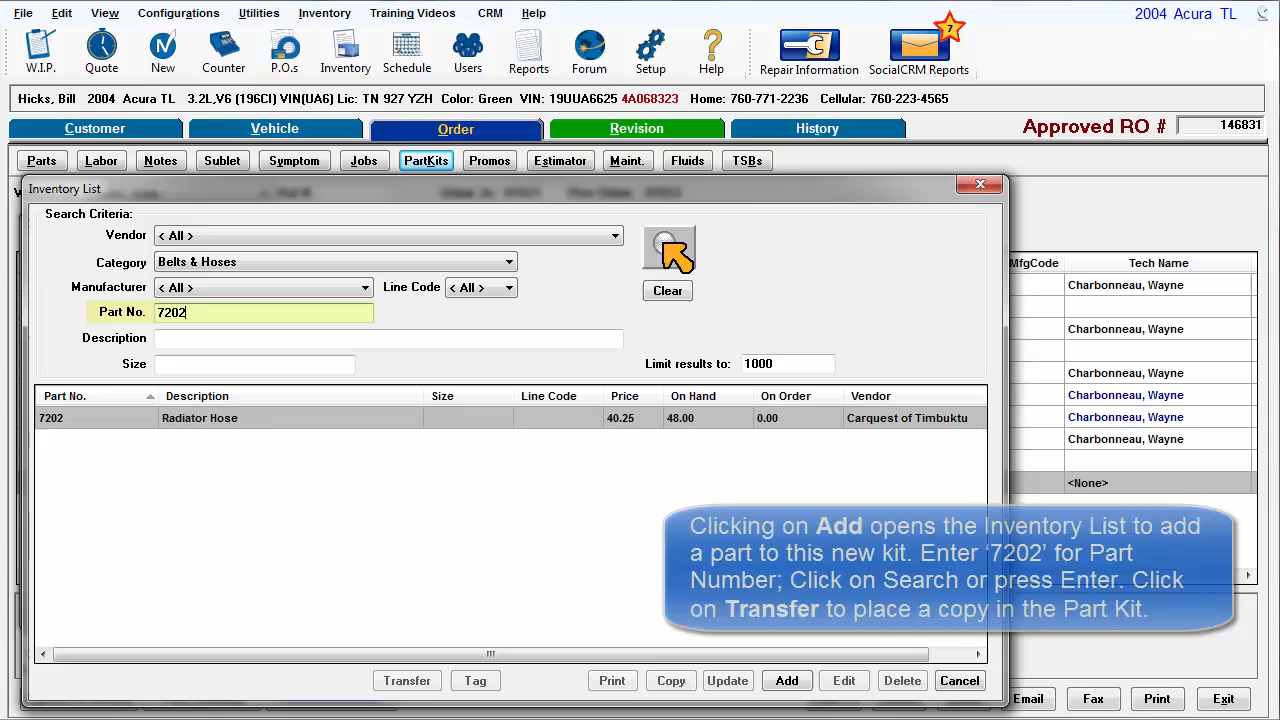 File Edit View Configurations Utilities Inventory Training Videos CRM Help 2004 Acura TL
7
W.I.P. Quote New Counter P.O.s Inventory Schedule Users Reports Forum Setup Help Repair Information SocialCRM Reports
Hicks, Bill 2004 Acura TL 3.2L,V6 (196CI) VIN(UA6) Lic: TN 927 YZH Color: Green VIN: 19UUA6625 4A068323 Home: 760-771-2236 Cellular: 760-223-4565
Customer Vehicle Order Revision History Approved RO # 146831
Parts Labor Notes Sublet Symptom Jobs PartKits Promos Estimator Maint. Fluids TSBs
Inventory List
Search Criteria:
Vendor < All >
Category Belts & Hoses
Manufacturer < All > Line Code < All > Clear
Part No. 7202
Description
Size Limit results to: 1000
Part No. Description Size Line Code Price On Hand On Order Vendor
7202 Radiator Hose 40.25 48.00 0.00 Carquest of Timbuktu
MfgCode Tech Name
Charbonneau, Wayne
Charbonneau, Wayne
Charbonneau, Wayne
Charbonneau, Wayne
Charbonneau, Wayne
Charbonneau, Wayne
<None>
Clicking on Add opens the Inventory List to add
a part to this new kit. Enter ‘7202’ for Part
Number; Click on Search or press Enter. Click
on Transfer to place a copy in the Part Kit.
Transfer Tag Print Copy Update Add Edit Delete Cancel
Email Fax Print Exit